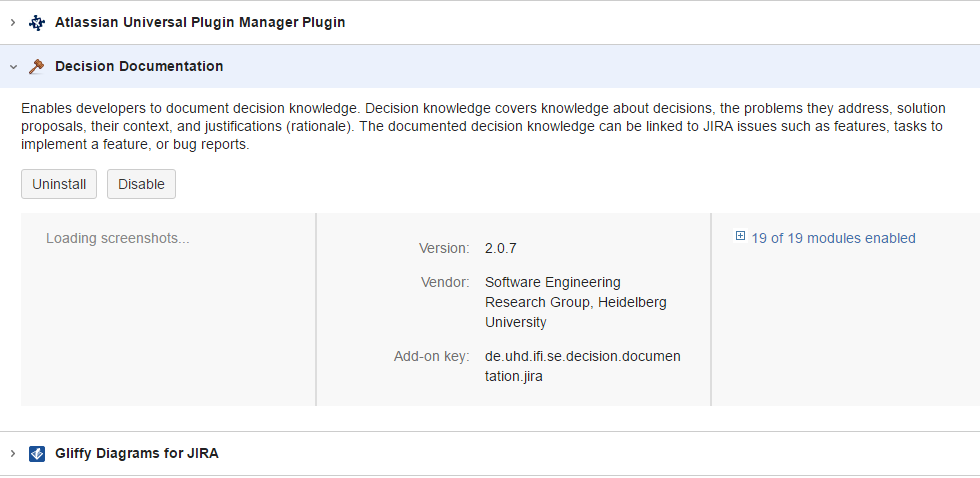 Atlassian Universal Plugin Manager Plugin
Decision Documentation
Enables developers to document decision knowledge. Decision knowledge covers knowledge about decisions, the problems they address, solution
proposals, their context, and justifications (rationale). The documented decision knowledge can be linked to JIRA issues such as features, tasks to
implement a feature, or bug reports.
Uninstall Disable
Loading screenshots...
Version: 2.0.7
Vendor: Software Engineering
Research Group, Heidelberg
University
Add-on key: de.uhd.ifi.se.decision.documen
tation.jira
19 of 19 modules enabled
Gliffy Diagrams for JIRA